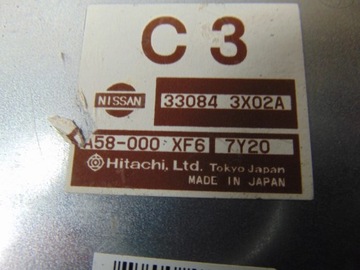 C 3
NISSAN 33084 3X02A
A58-000 XF6 7Y20
Hitachi, Ltd. Tokyo Japan
MADE IN JAPAN